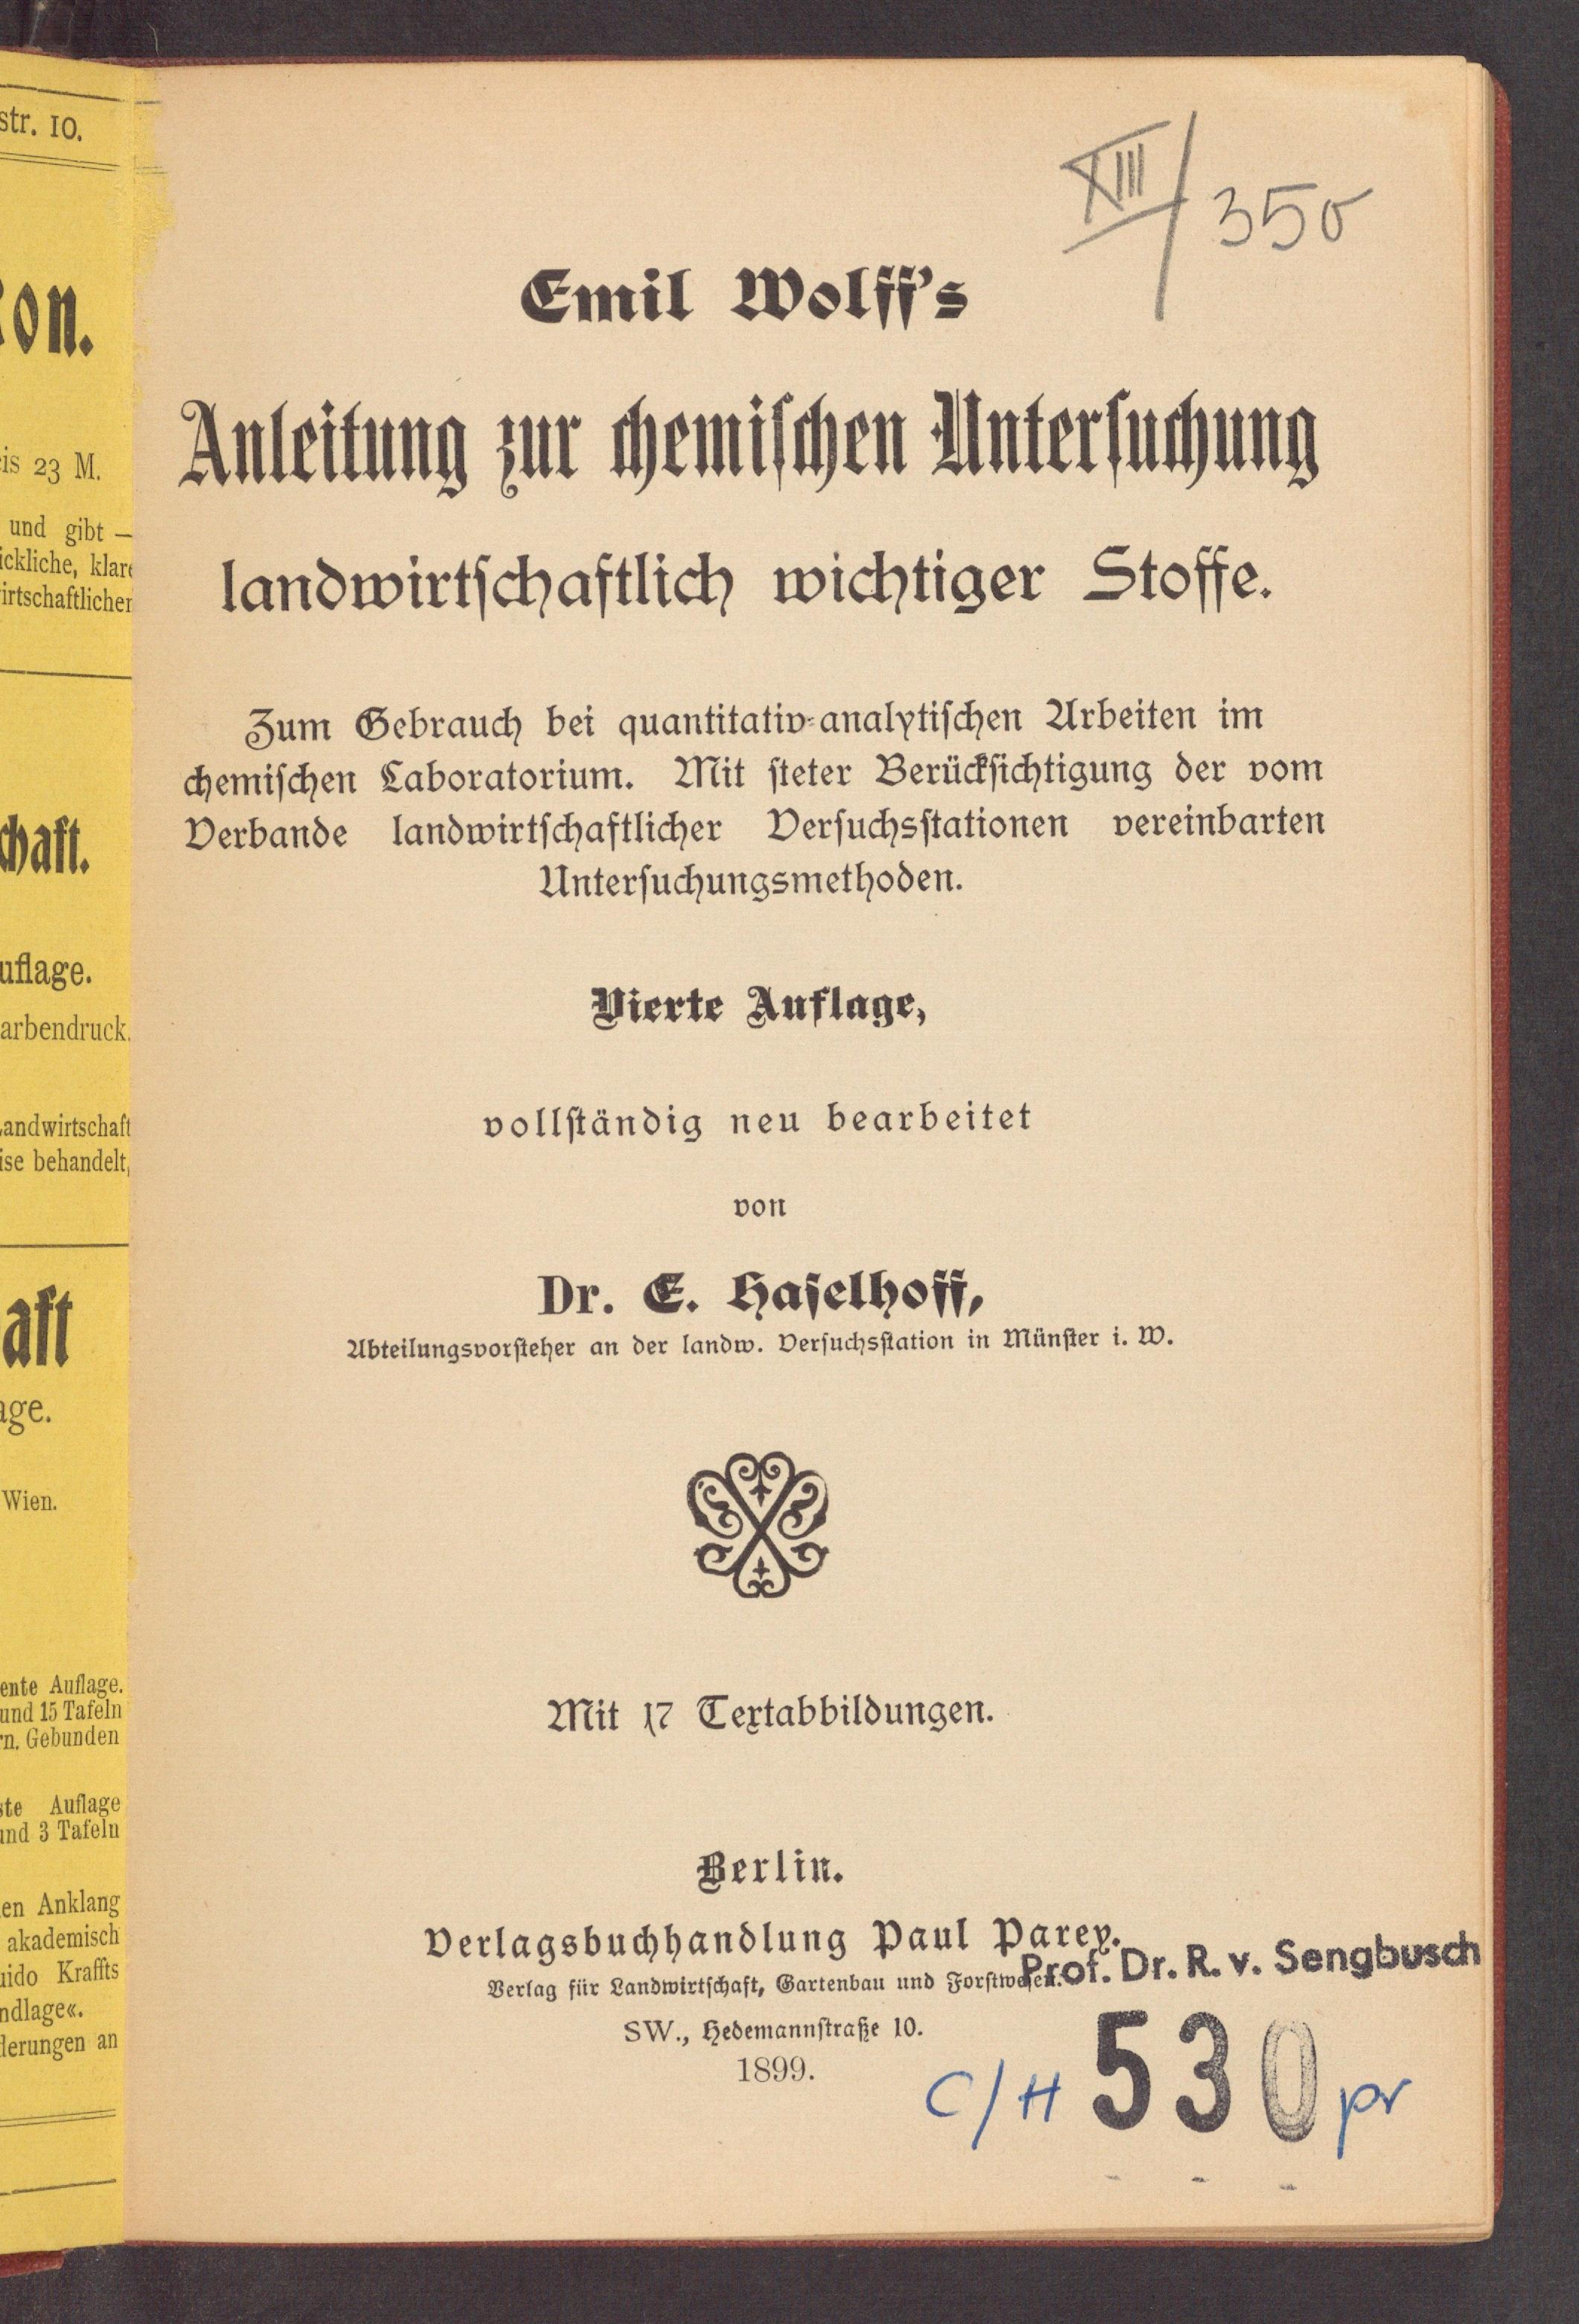 str. 10.
on.
is 23 M.
und gibt —
ickliche, klare
irtschaftlichen
chaft.
uflage.
arbendruck.
Landwirtschaft
ise behandelt,
aft
age.
Wien.
ente Auflage.
und 15 Tafeln
rn. Gebunden
ste Auflage
und 3 Tafeln
en Anklang
akademisch
uido Kraffts
ndlage«.
derungen an
XIII/350
Emil Wolff's
Anleitung zur chemiſchen Unterſuchung
landwirtſchaftlich wichtiger Stoffe.
Zum Gebrauch bei quantitativ-analytiſchen Arbeiten im
chemiſchen Laboratorium. Mit ſteter Berückſichtigung der vom
Verbande landwirtſchaftlicher Verſuchsſtationen vereinbarten
Unterſuchungsmethoden.
Vierte Auflage,
vollſtändig neu bearbeitet
von
Dr. E. Haſelhoff,
Abteilungsvorſteher an der landw. Verſuchsſtation in Münſter i. W.
Mit 17 Textabbildungen.
Berlin.
Verlagsbuchhandlung Paul Parey.
Verlag für Landwirtſchaft, Gartenbau und Forſtweſen.
Prof. Dr. R. v. Sengbusch
SW., Hedemannſtraße 10.
1899.
C/H 530 pr